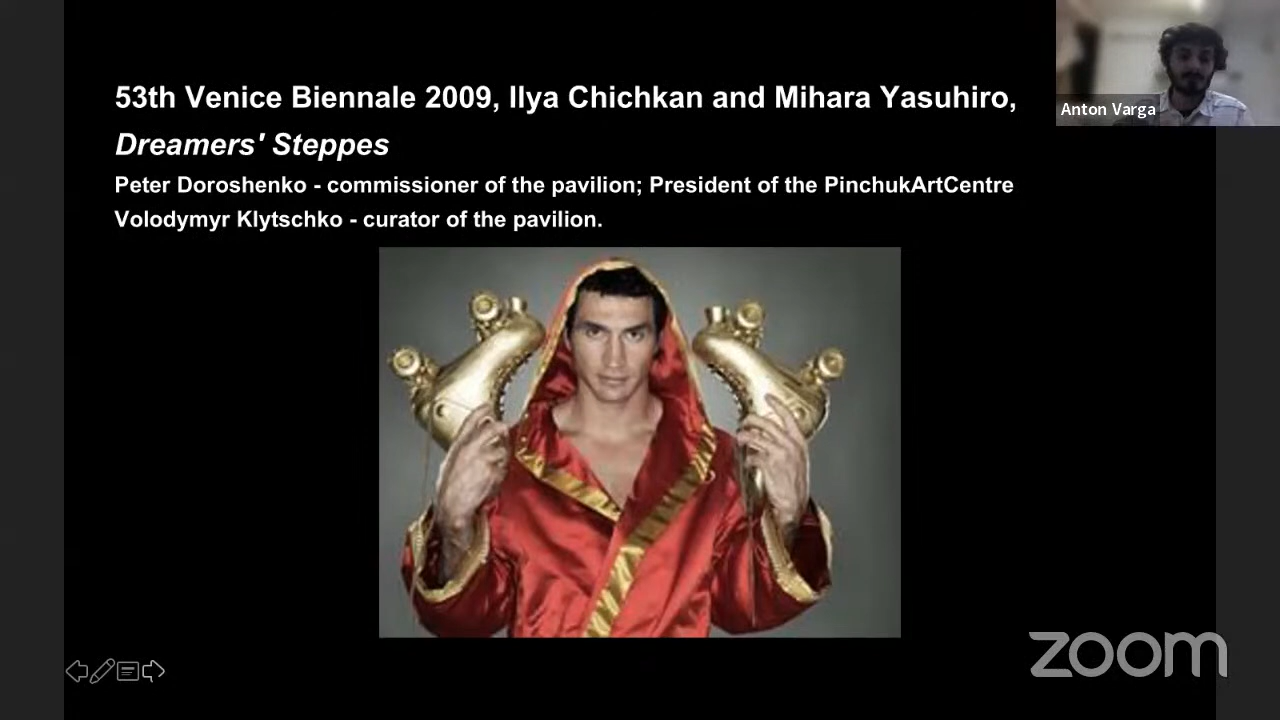 53th Venice Biennale 2009, Ilya Chichkan and Mihara Yasuhiro,
Dreamers' Steppes
Peter Doroshenko - commissioner of the pavilion; President of the PinchukArtCentre
Volodymyr Klytschko - curator of the pavilion.
Anton Varga
zoom